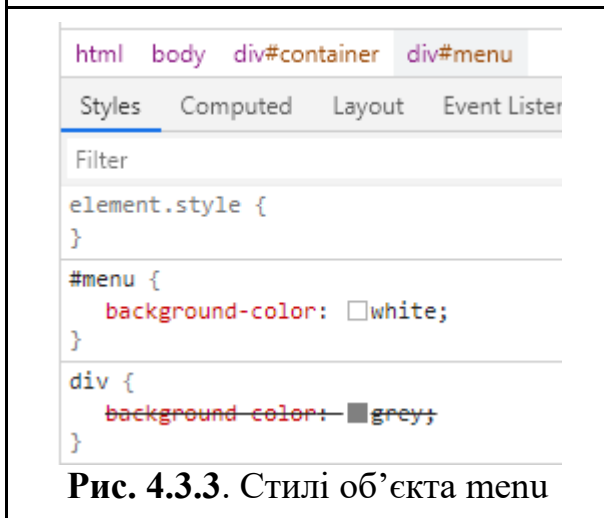 html body div#container div#menu
Styles Computed Layout Event Listen
Filter
element.style {
}
#menu {
background-color: white;
}
div {
background-color: grey;
}
Рис. 4.3.3. Стилі об’єкта menu